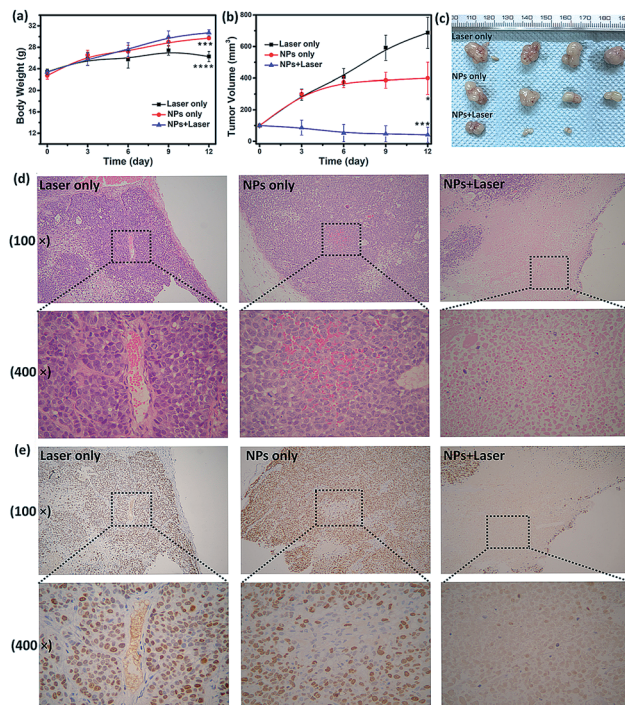 (a)
Body Weight (g)
32
28
24
20
16
12
***
****
Laser only
NPs only
NPs+Laser
0 3 6 9 12
Time (day)
(b)
Tumor Volume (mm³)
800
600
400
200
0
Laser only
NPs only
NPs+Laser
*
***
0 3 6 9 12
Time (day)
(c)
110 120 130 140 150 160 170 180
Laser only
NPs only
NPs+Laser
(d)
Laser only NPs only NPs+Laser
(100 ×)
(400 ×)
(e)
Laser only NPs only NPs+Laser
(100 ×)
(400 ×)